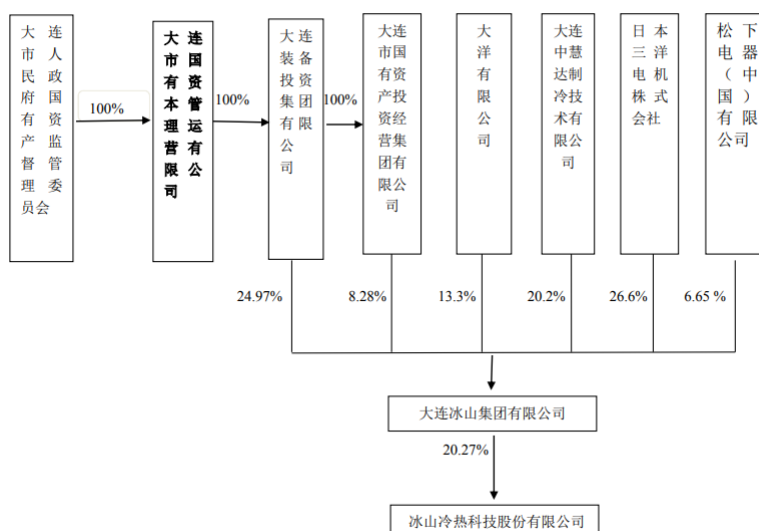 大 连
市 人
民 政
府 国
有 资
产 监
督 管
理 委
员会
100%
大 连
市 国
有 资
本 管
理 运
营 有
限 公
司
100%
大 连
装 备
投 资
集 团
有 限
公
司
100%
大 连
市 国
有 资
产 投
资 经
营 集
团 有
限 公
司
大
洋
有
限
公
司
大连
中慧
达制
冷技
术有
限公
司
日 本
三 洋
电 机
株 式
会社
松 下
电 器
（ 中
国 ）
有 限
公司
24.97%
8.28%
13.3%
20.2%
26.6%
6.65 %
大连冰山集团有限公司
20.27%
冰山冷热科技股份有限公司